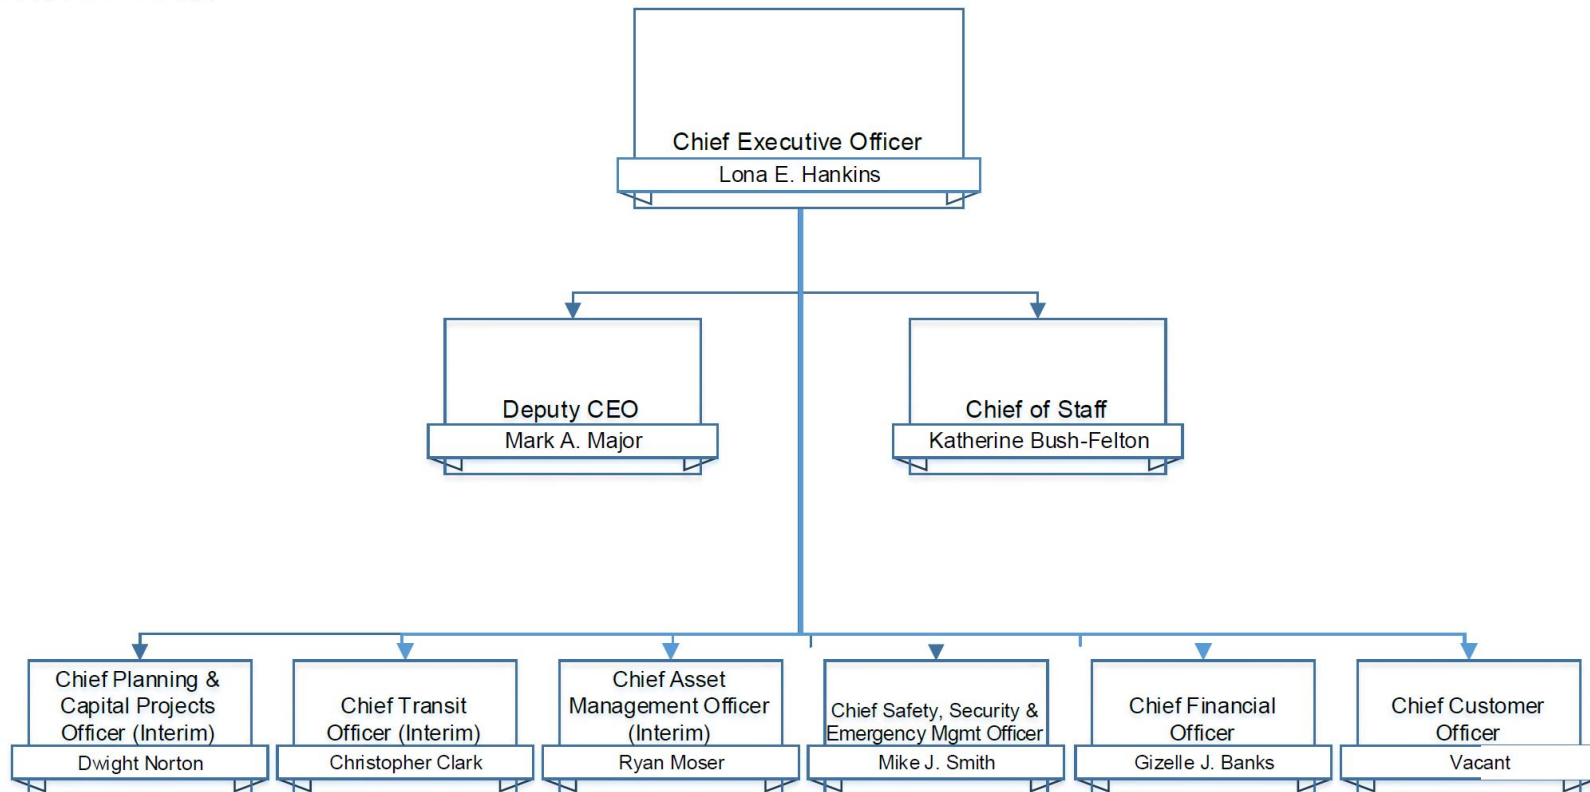 Chief Executive Officer
Lona E. Hankins
Deputy CEO
Mark A. Major
Chief of Staff
Katherine Bush-Felton
Chief Planning &
Capital Projects
Officer (Interim)
Dwight Norton
Chief Transit
Officer (Interim)
Christopher Clark
Chief Asset
Management Officer
(Interim)
Ryan Moser
Chief Safety, Security &
Emergency Mgmt Officer
Mike J. Smith
Chief Financial
Officer
Gizelle J. Banks
Chief Customer
Officer
Vacant